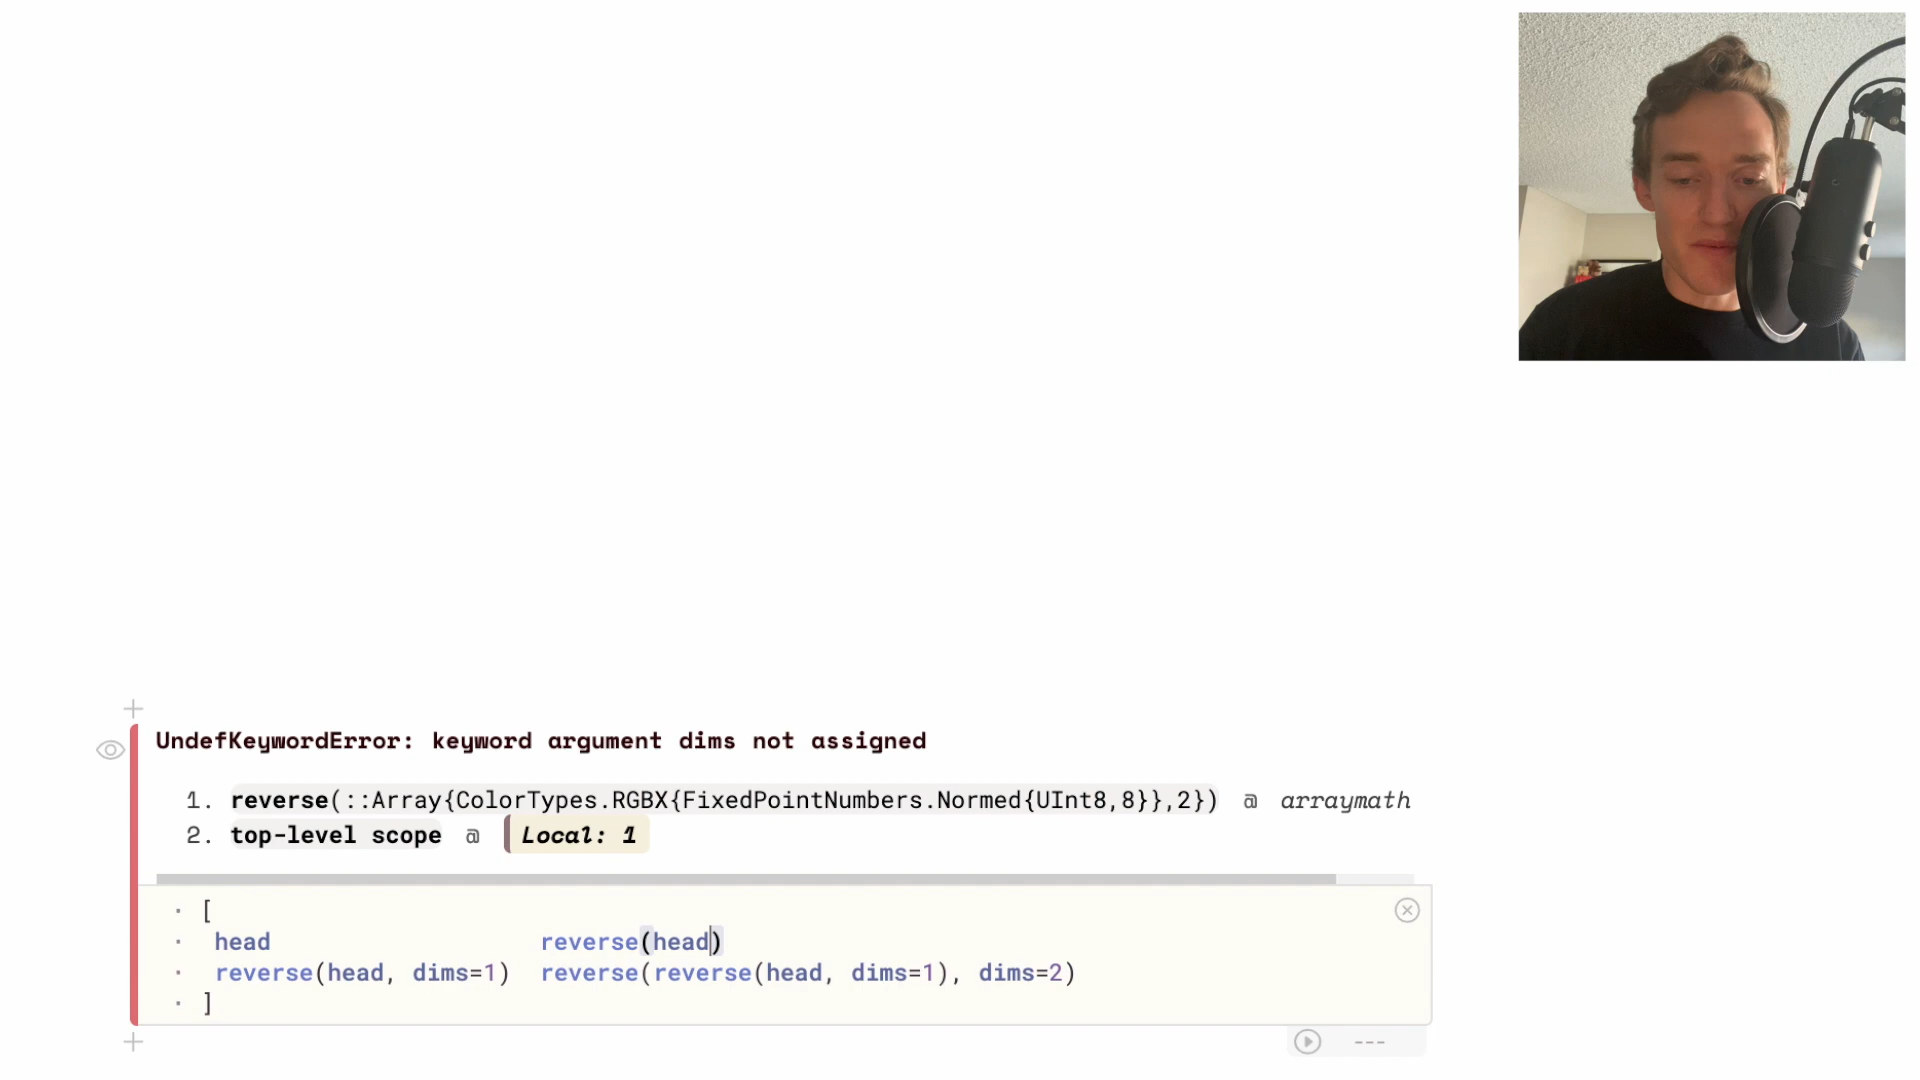 UndefKeywordError: keyword argument dims not assigned
1. reverse(::Array{ColorTypes.RGBX{FixedPointNumbers.Normed{UInt8,8}},2}) @ arraymath
2. top-level scope @ Local: 1
[
head reverse(head)
reverse(head, dims=1) reverse(reverse(head, dims=1), dims=2)
]
---